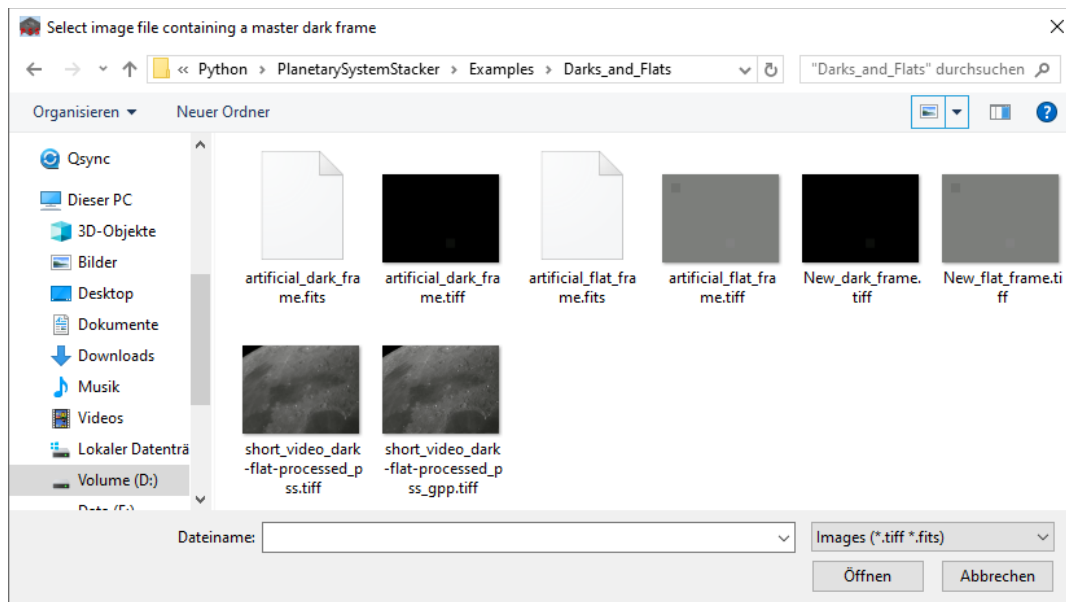 Select image file containing a master dark frame
« Python > PlanetarySystemStacker > Examples > Darks_and_Flats
"Darks_and_Flats" durchsuchen
Organisieren
Neuer Ordner
Qsync
Dieser PC
3D-Objekte
Bilder
Desktop
Dokumente
Downloads
Musik
Videos
Lokaler Datenträ
Volume (D:)
artificial_dark_fra
me.fits
artificial_dark_fra
me.tiff
artificial_flat_fra
me.fits
artificial_flat_fra
me.tiff
New_dark_frame.
tiff
New_flat_frame.ti
ff
short_video_dark
-flat-processed_p
ss.tiff
short_video_dark
-flat-processed_p
ss_gpp.tiff
Dateiname:
Images (*.tiff *.fits)
Öffnen
Abbrechen